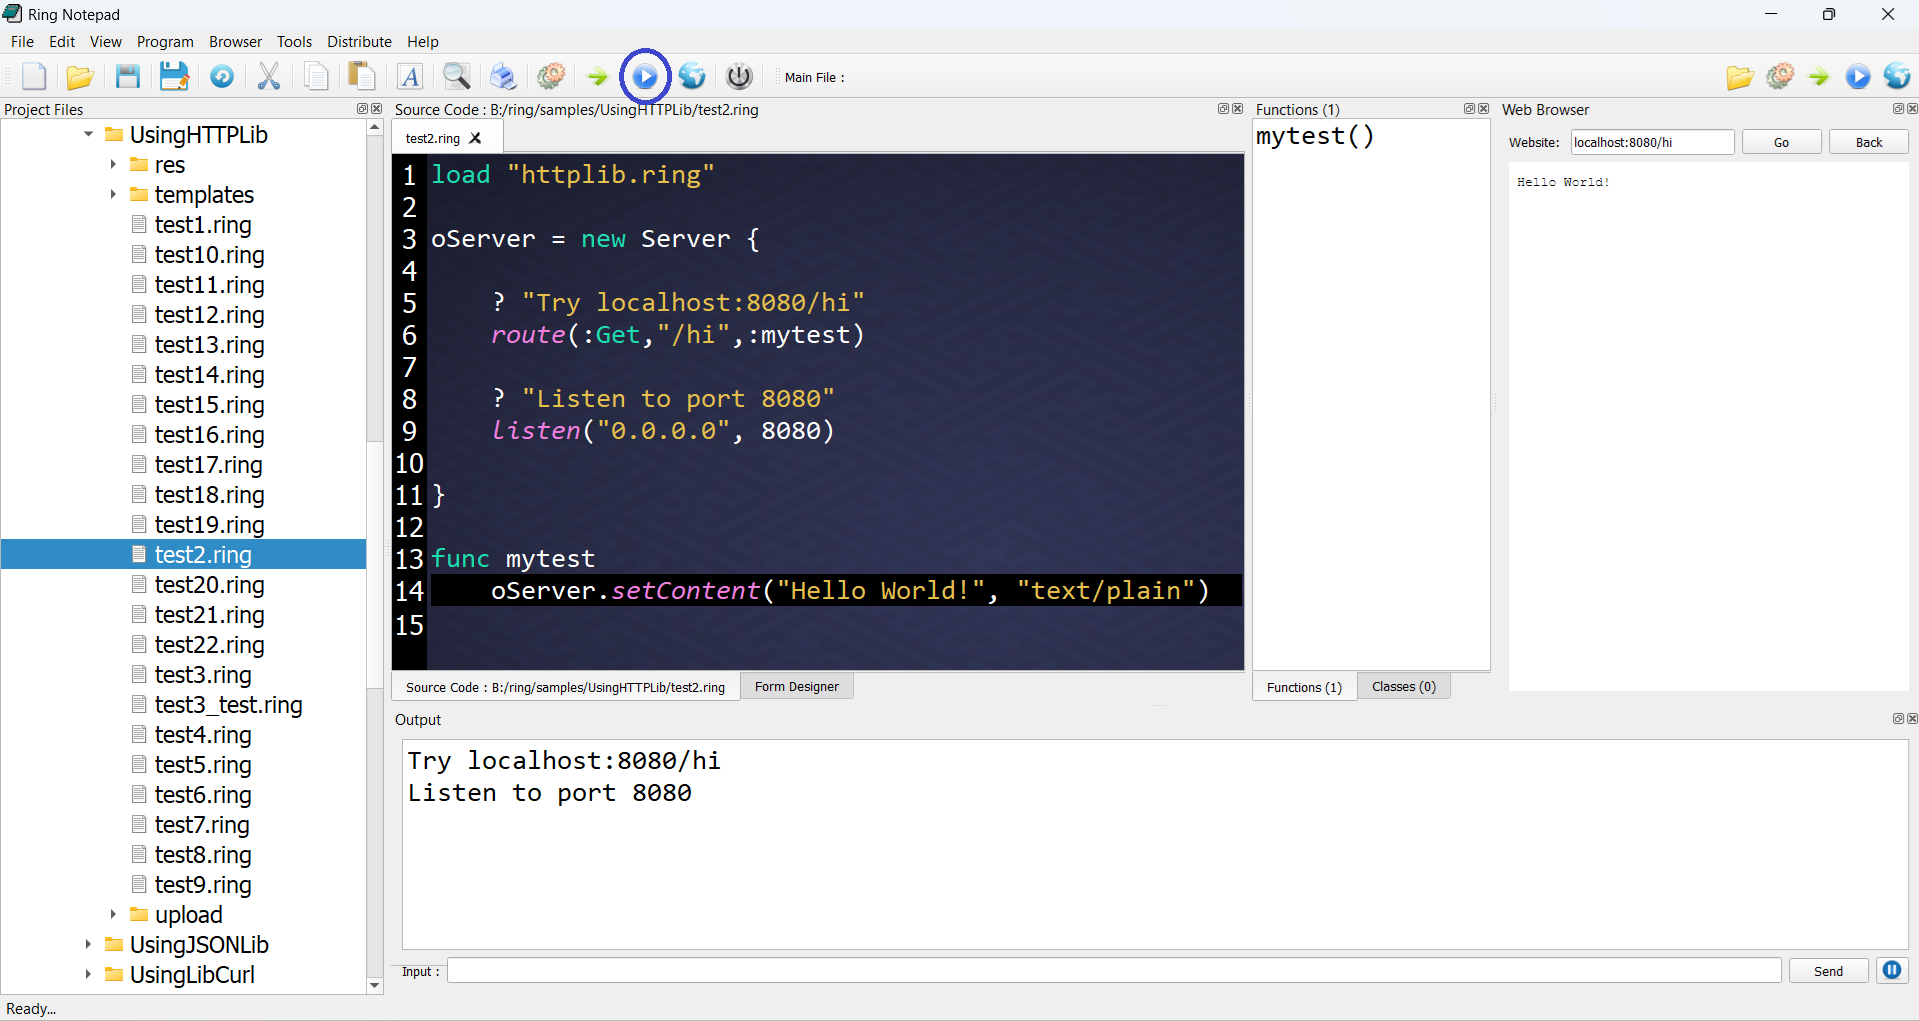 Ring Notepad
File Edit View Program Browser Tools Distribute Help
A
Main File :
Project Files
UsingHTTPLib
res
templates
test1.ring
test10.ring
test11.ring
test12.ring
test13.ring
test14.ring
test15.ring
test16.ring
test17.ring
test18.ring
test19.ring
test2.ring
test20.ring
test21.ring
test22.ring
test3.ring
test3_test.ring
test4.ring
test5.ring
test6.ring
test7.ring
test8.ring
test9.ring
upload
UsingJSONLib
UsingLibCurl
Source Code : B:/ring/samples/UsingHTTPLib/test2.ring
test2.ring
1 load "httplib.ring"
2
3 oServer = new Server {
4
5     ? "Try localhost:8080/hi"
6     route(:Get,"/hi",:mytest)
7
8     ? "Listen to port 8080"
9     listen("0.0.0.0", 8080)
10
11 }
12
13 func mytest
14     oServer.setContent("Hello World!", "text/plain")
15
Source Code : B:/ring/samples/UsingHTTPLib/test2.ring Form Designer
Functions (1)
mytest()
Functions (1) Classes (0)
Web Browser
Website: localhost:8080/hi Go Back
Hello World!
Output
Try localhost:8080/hi
Listen to port 8080
Input : Send
Ready...